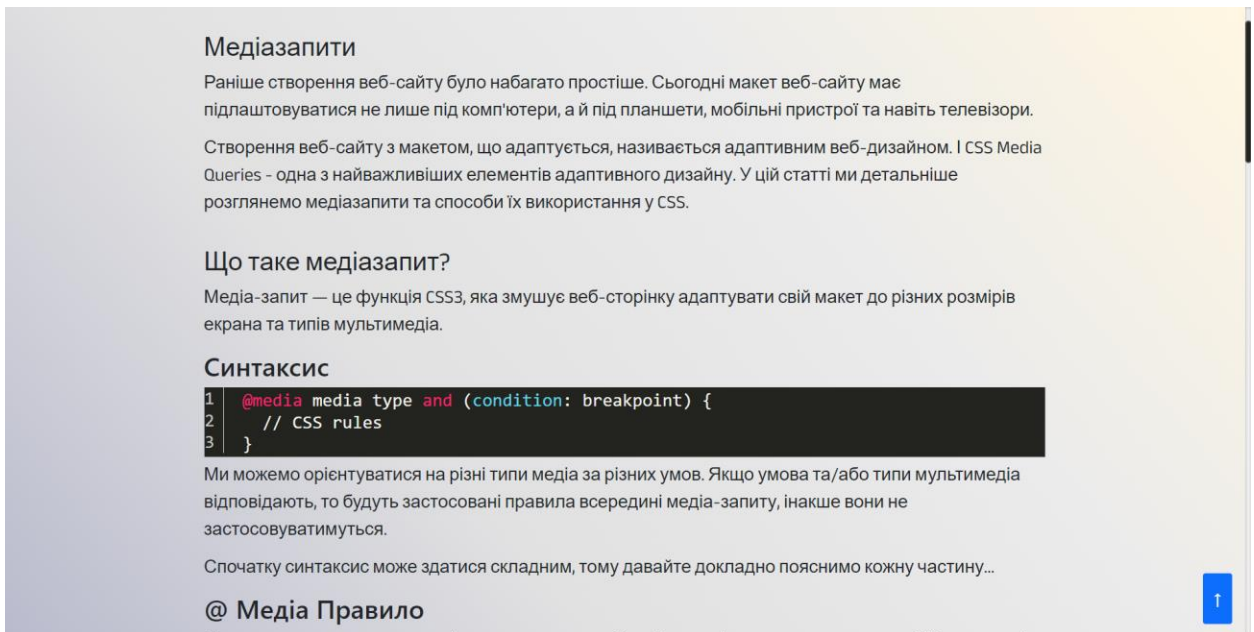 Медіазапити
Раніше створення веб-сайту було набагато простіше. Сьогодні макет веб-сайту має
підлаштовуватися не лише під комп'ютери, а й під планшети, мобільні пристрої та навіть телевізори.
Створення веб-сайту з макетом, що адаптується, називається адаптивним веб-дизайном. І CSS Media
Queries - одна з найважливіших елементів адаптивного дизайну. У цій статті ми детальніше
розглянемо медіазапити та способи їх використання у CSS.
Що таке медіазапит?
Медіа-запит — це функція CSS3, яка змушує веб-сторінку адаптувати свій макет до різних розмірів
екрана та типів мультимедіа.
Синтаксис
1 @media media type and (condition: breakpoint) {
2 // CSS rules
3 }
Ми можемо орієнтуватися на різні типи медіа за різних умов. Якщо умова та/або типи мультимедіа
відповідають, то будуть застосовані правила всередині медіа-запиту, інакше вони не
застосовуватимуться.
Спочатку синтаксис може здатися складним, тому давайте докладно пояснимо кожну частину...
@ Медіа Правило
↑